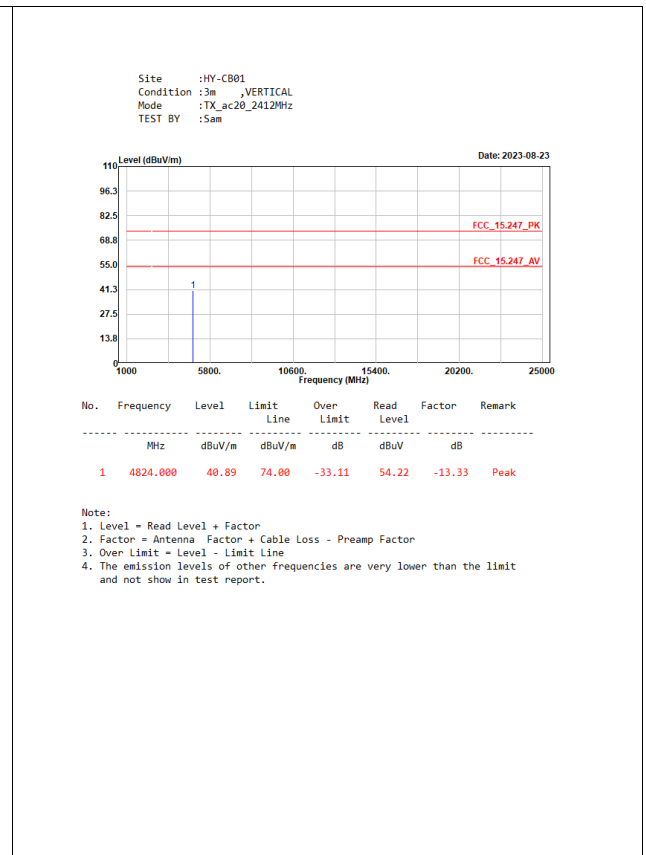 Site      :HY-CB01
Condition :3m   ,VERTICAL
Mode      :TX_ac20_2412MHz
TEST BY   :Sam
Level (dBuV/m)
Date: 2023-08-23
110
96.3
82.5
FCC_15.247_PK
68.8
FCC_15.247_AV
55.0
1
41.3
27.5
13.8
0
1000 5800. 10600. 15400. 20200. 25000
Frequency (MHz)
No. Frequency Level Limit Over Read Factor Remark
Line Limit Level
------ ----------- -------- --------- --------- --------- -------- ---------
MHz dBuV/m dBuV/m dB dBuV dB
1 4824.000 40.89 74.00 -33.11 54.22 -13.33 Peak
Note:
1. Level = Read Level + Factor
2. Factor = Antenna  Factor + Cable Loss - Preamp Factor
3. Over Limit = Level - Limit Line
4. The emission levels of other frequencies are very lower than the limit
and not show in test report.